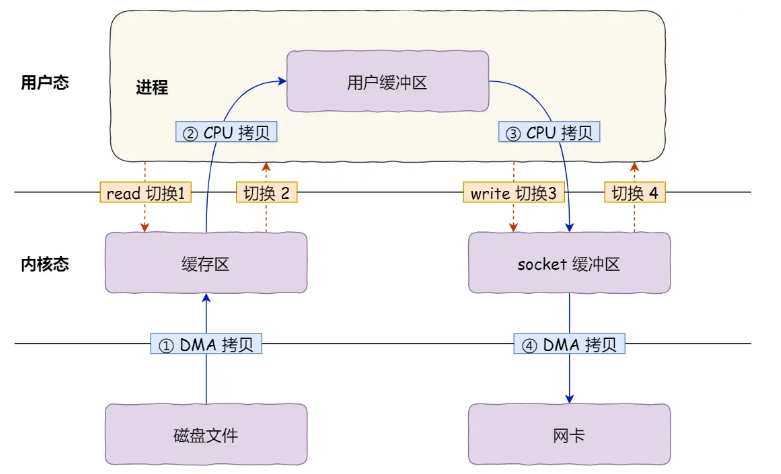 用户态
进程
用户缓冲区
② CPU 拷贝
③ CPU 拷贝
read 切换1
切换 2
write 切换3
切换 4
内核态
缓存区
socket 缓冲区
① DMA 拷贝
④ DMA 拷贝
磁盘文件
网卡